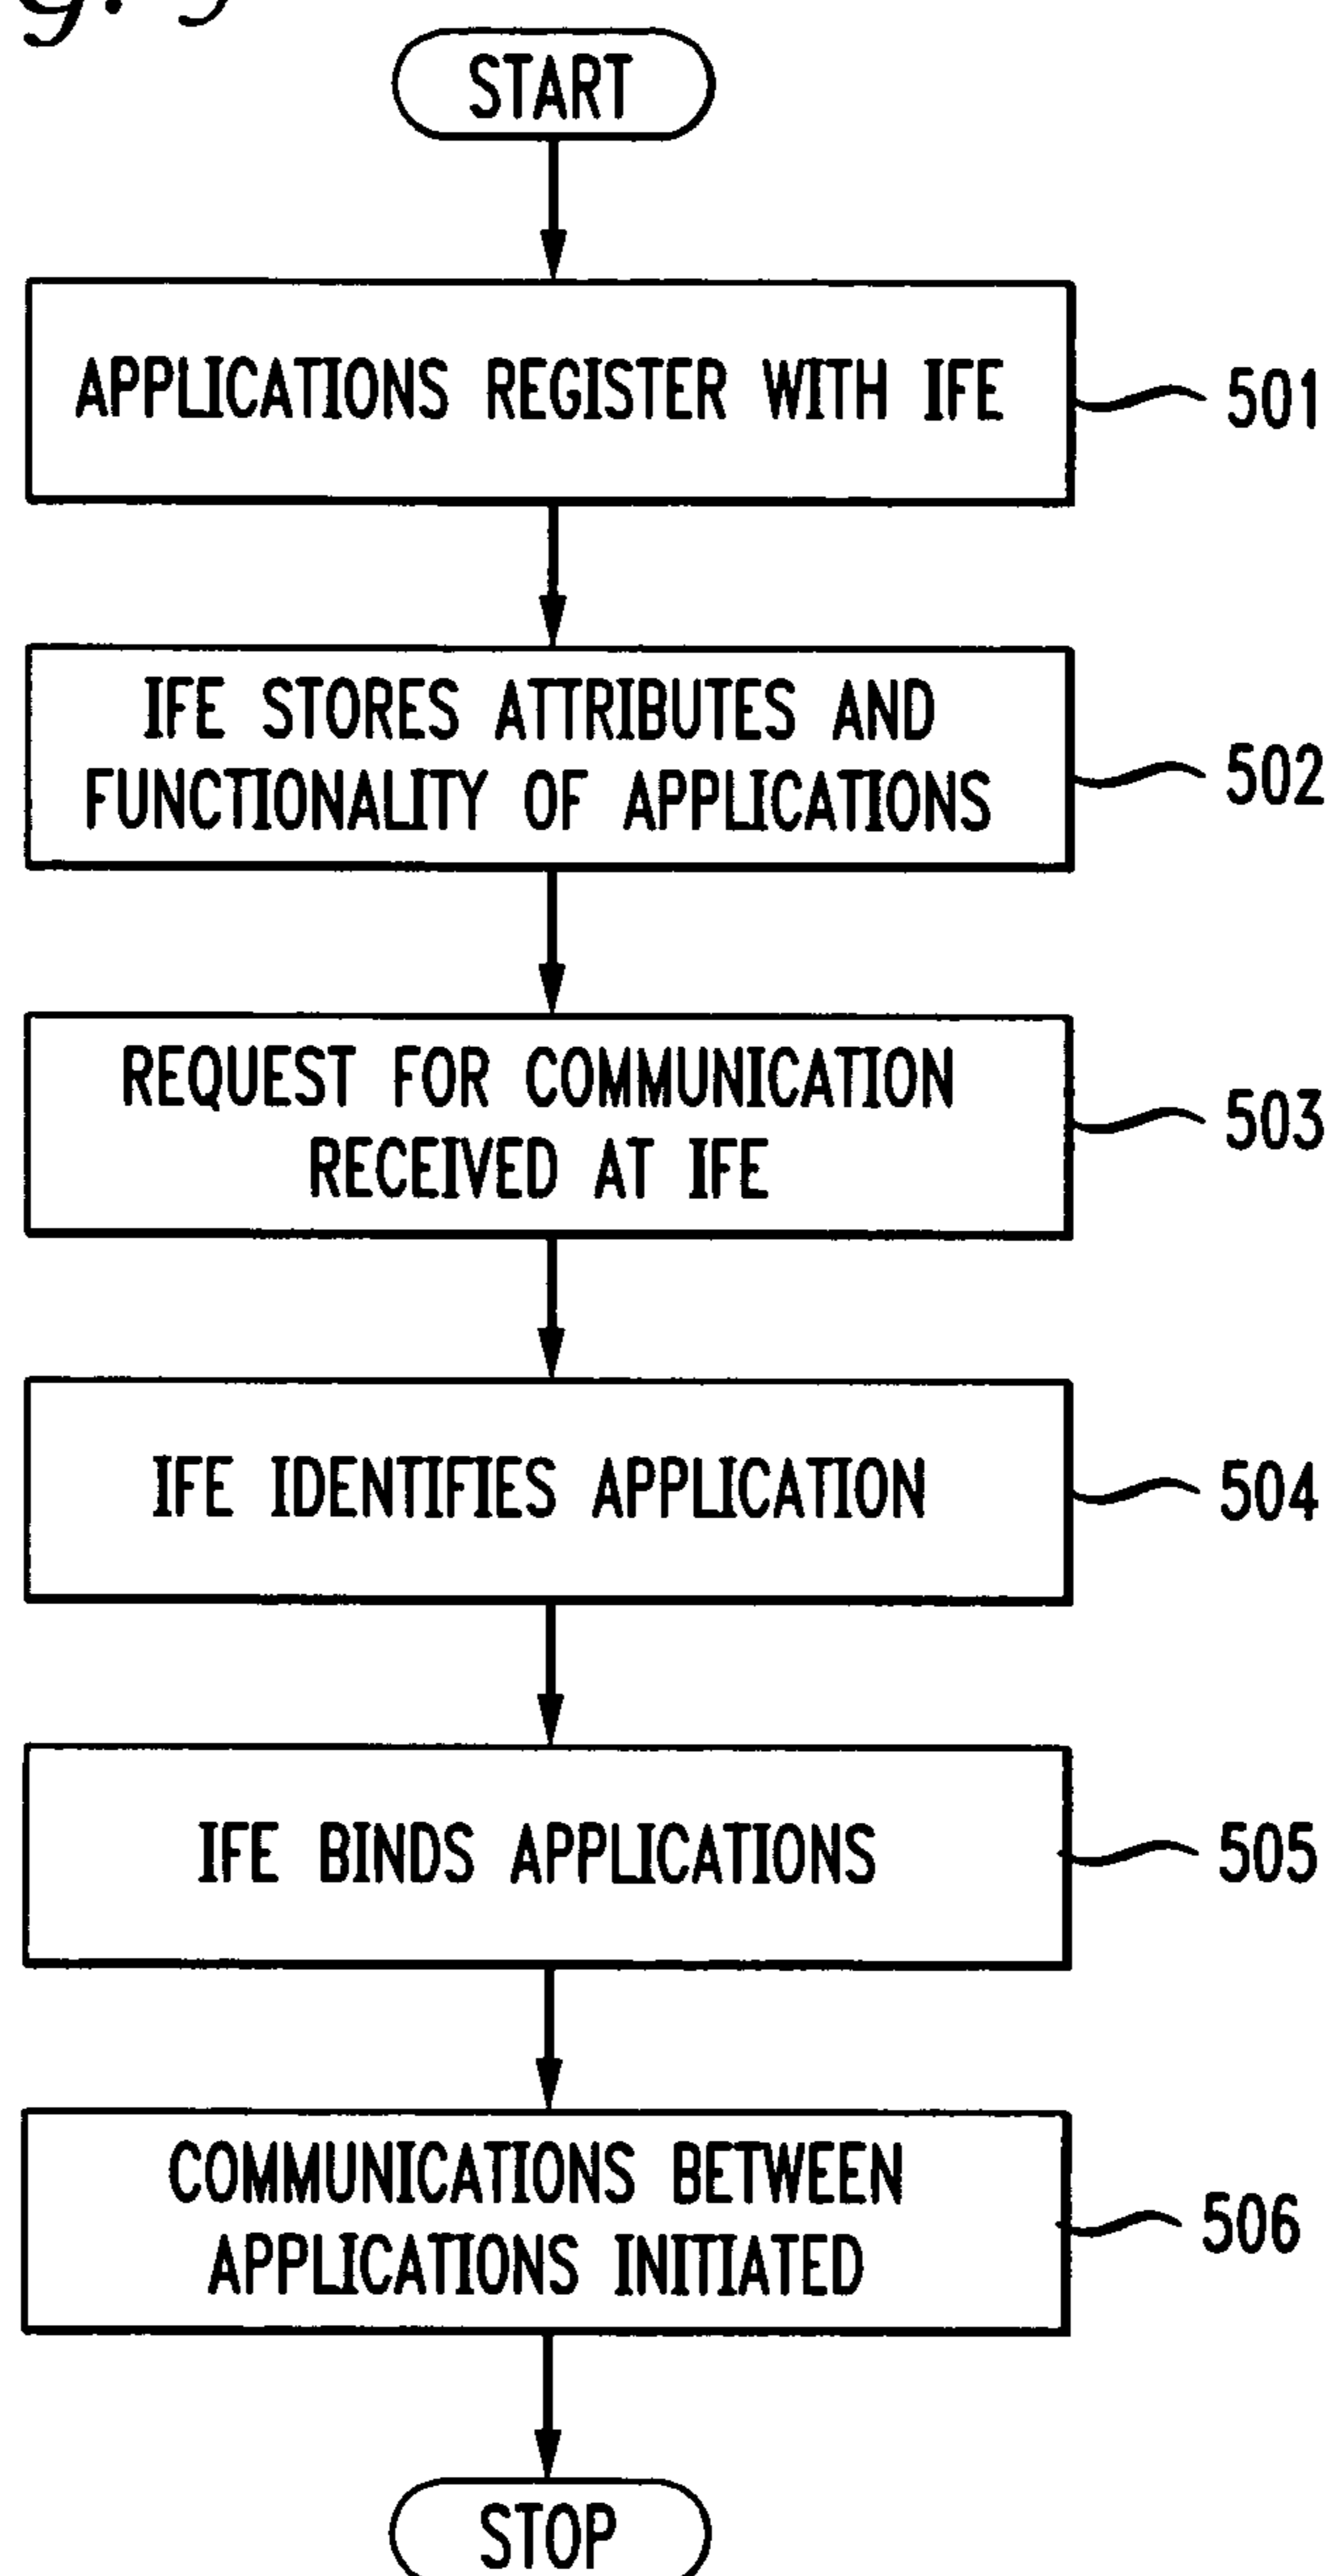 START
APPLICATIONS REGISTER WITH IFE
501
IFE STORES ATTRIBUTES AND
FUNCTIONALITY OF APPLICATIONS
502
REQUEST FOR COMMUNICATION
RECEIVED AT IFE
503
IFE IDENTIFIES APPLICATION
504
IFE BINDS APPLICATIONS
505
COMMUNICATIONS BETWEEN
APPLICATIONS INITIATED
506
STOP